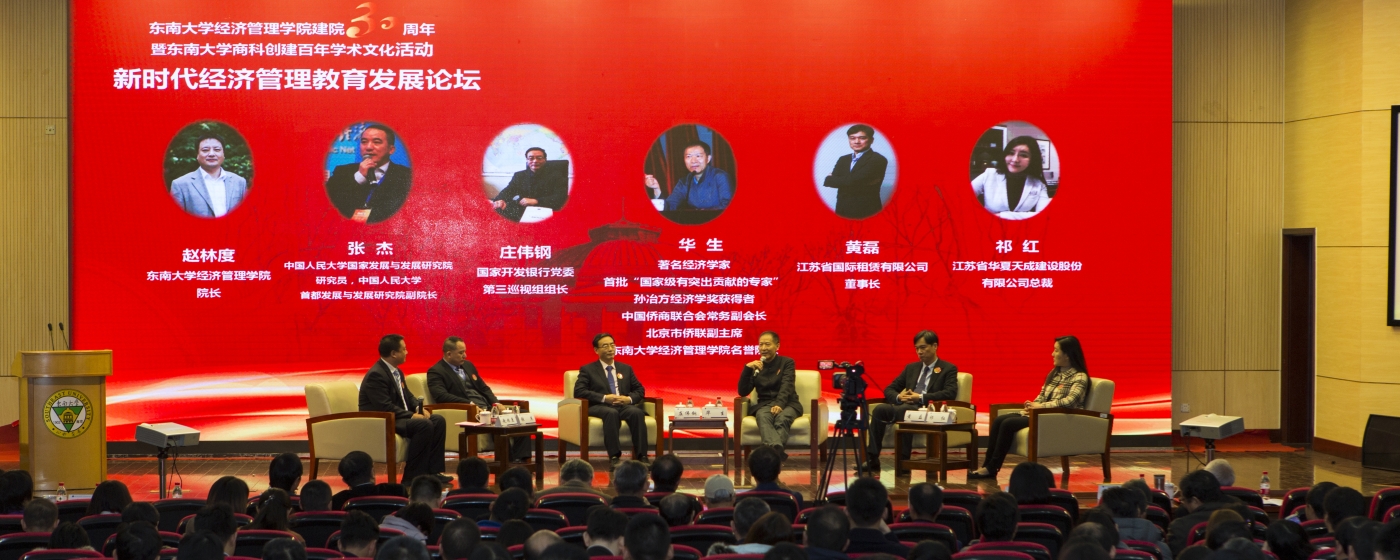 东南大学经济管理学院建院30周年
暨东南大学商科创建百年学术文化活动
新时代经济管理教育发展论坛
赵林度
东南大学经济管理学院
院长
张 杰
中国人民大学国家发展与发展研究院
研究员，中国人民大学
首都发展与发展研究院副院长
庄伟钢
国家开发银行党委
第三巡视组组长
华 生
著名经济学家
首批“国家级有突出贡献的专家”
孙冶方经济学奖获得者
中国侨商联合会常务副会长
北京市侨联副主席
东南大学经济管理学院名誉院
黄磊
江苏省国际租赁有限公司
董事长
祁 红
江苏省华夏天成建设股份
有限公司总裁